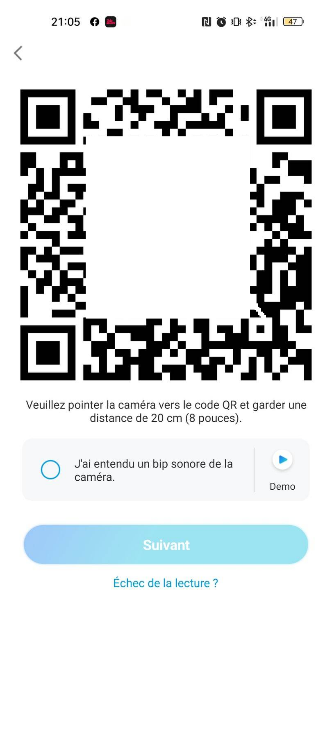 21:05
47
Veuillez pointer la caméra vers le code QR et garder une
distance de 20 cm (8 pouces).
J'ai entendu un bip sonore de la
caméra.
Demo
Suivant
Échec de la lecture ?